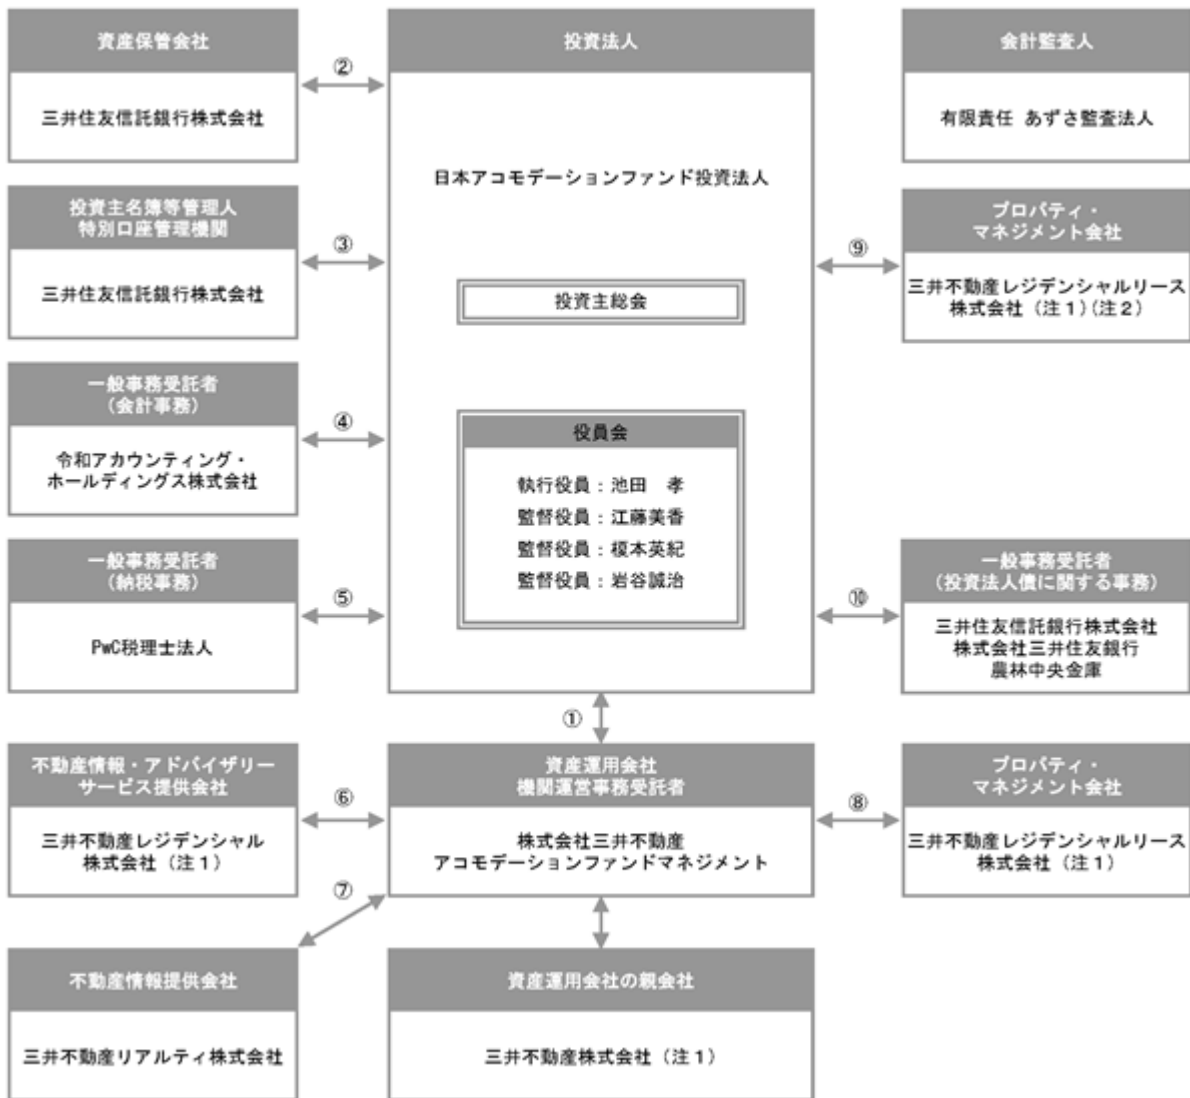 資産保管会社
三井住友信託銀行株式会社
②
投資法人
日本アコモデーションファンド投資法人
会計監査人
有限責任 あずさ監査法人
投資主名簿等管理人
特別口座管理機関
三井住友信託銀行株式会社
③
投資主総会
⑨
プロパティ・
マネジメント会社
三井不動産レジデンシャルリース
株式会社（注１）（注２）
一般事務受託者
（会計事務）
令和アカウンティング・
ホールディングス株式会社
④
役員会
執行役員：池田　孝
監督役員：江藤美香
監督役員：榎本英紀
監督役員：岩谷誠治
一般事務受託者
（納税事務）
PwC税理士法人
⑤
⑩
一般事務受託者
（投資法人債に関する事務）
三井住友信託銀行株式会社
株式会社三井住友銀行
農林中央金庫
①
不動産情報・アドバイザリー
サービス提供会社
三井不動産レジデンシャル
株式会社（注１）
⑥
資産運用会社
機関運営事務受託者
株式会社三井不動産
アコモデーションファンドマネジメント
⑧
プロパティ・
マネジメント会社
三井不動産レジデンシャルリース
株式会社（注１）
⑦
不動産情報提供会社
三井不動産リアルティ株式会社
資産運用会社の親会社
三井不動産株式会社（注１）